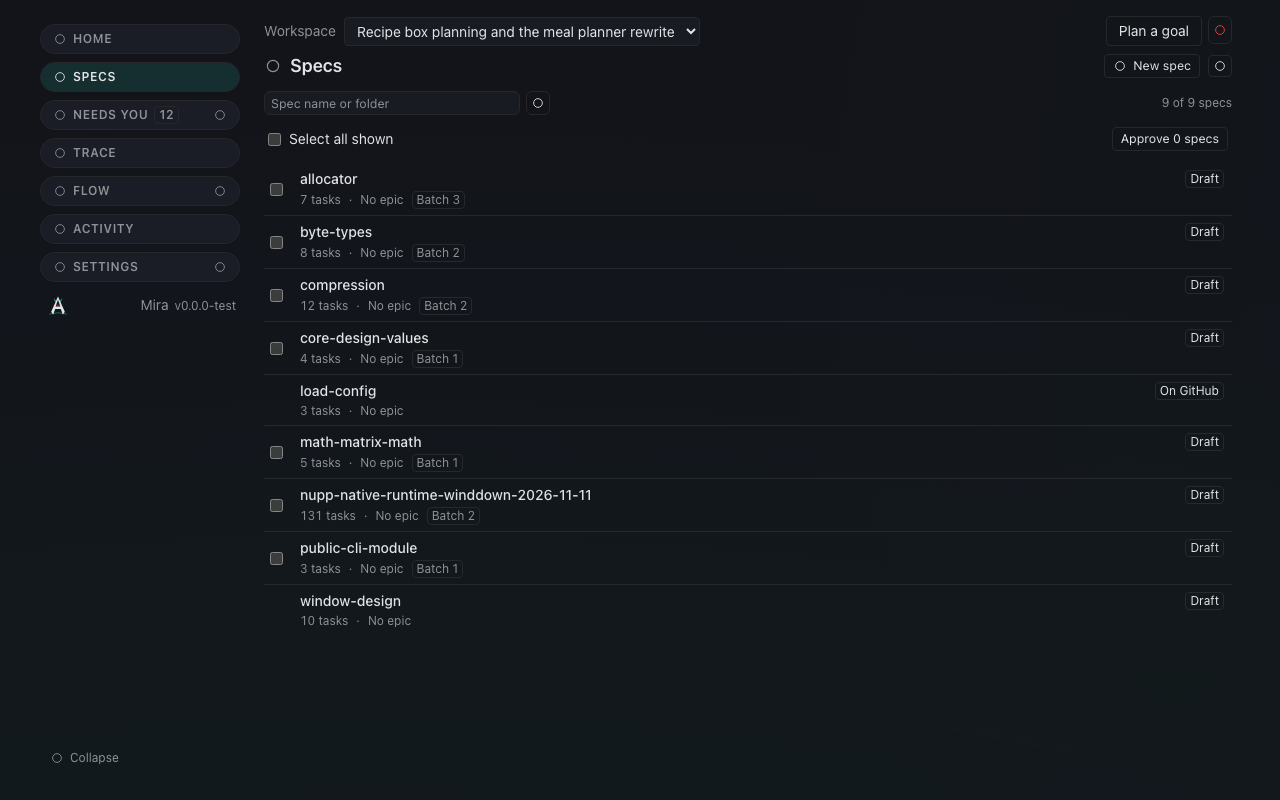 HOME
SPECS
NEEDS YOU 12
TRACE
FLOW
ACTIVITY
SETTINGS
Mira v0.0.0-test
Collapse
Workspace Recipe box planning and the meal planner rewrite
Plan a goal
Specs
New spec
Spec name or folder
9 of 9 specs
Select all shown
Approve 0 specs
allocator
Draft
7 tasks · No epic Batch 3
byte-types
Draft
8 tasks · No epic Batch 2
compression
Draft
12 tasks · No epic Batch 2
core-design-values
Draft
4 tasks · No epic Batch 1
load-config
On GitHub
3 tasks · No epic
math-matrix-math
Draft
5 tasks · No epic Batch 1
nupp-native-runtime-winddown-2026-11-11
Draft
131 tasks · No epic Batch 2
public-cli-module
Draft
3 tasks · No epic Batch 1
window-design
Draft
10 tasks · No epic